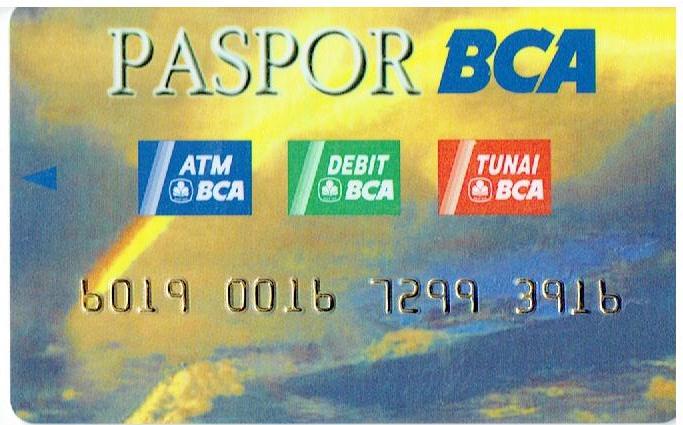 PASPOR BCA
ATM BCA
DEBIT BCA
TUNAI BCA
6019 0016 7299 3916